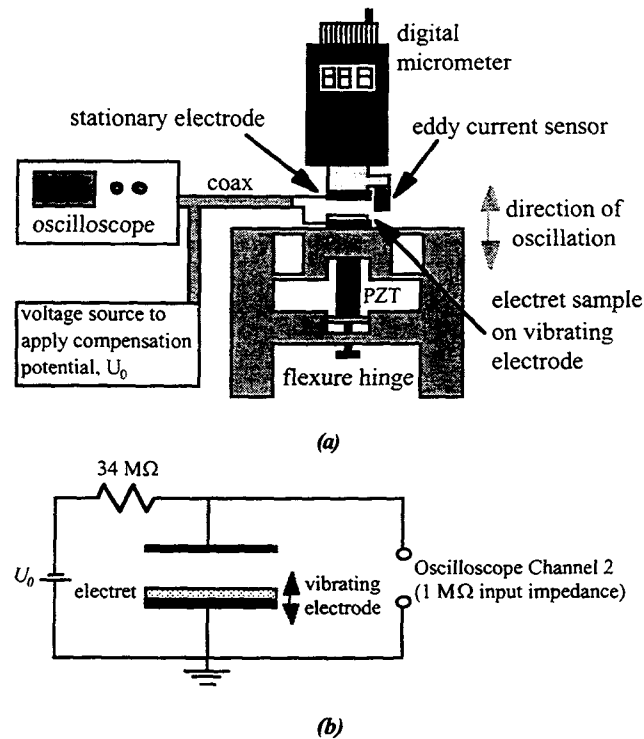 digital
micrometer
888
stationary electrode
eddy current sensor
coax
oscilloscope
direction of
oscillation
voltage source to
apply compensation
potential, U₀
PZT
electret sample
on vibrating
electrode
flexure hinge
(a)
34 MΩ
U₀
electret
vibrating
electrode
Oscilloscope Channel 2
(1 MΩ input impedance)
(b)